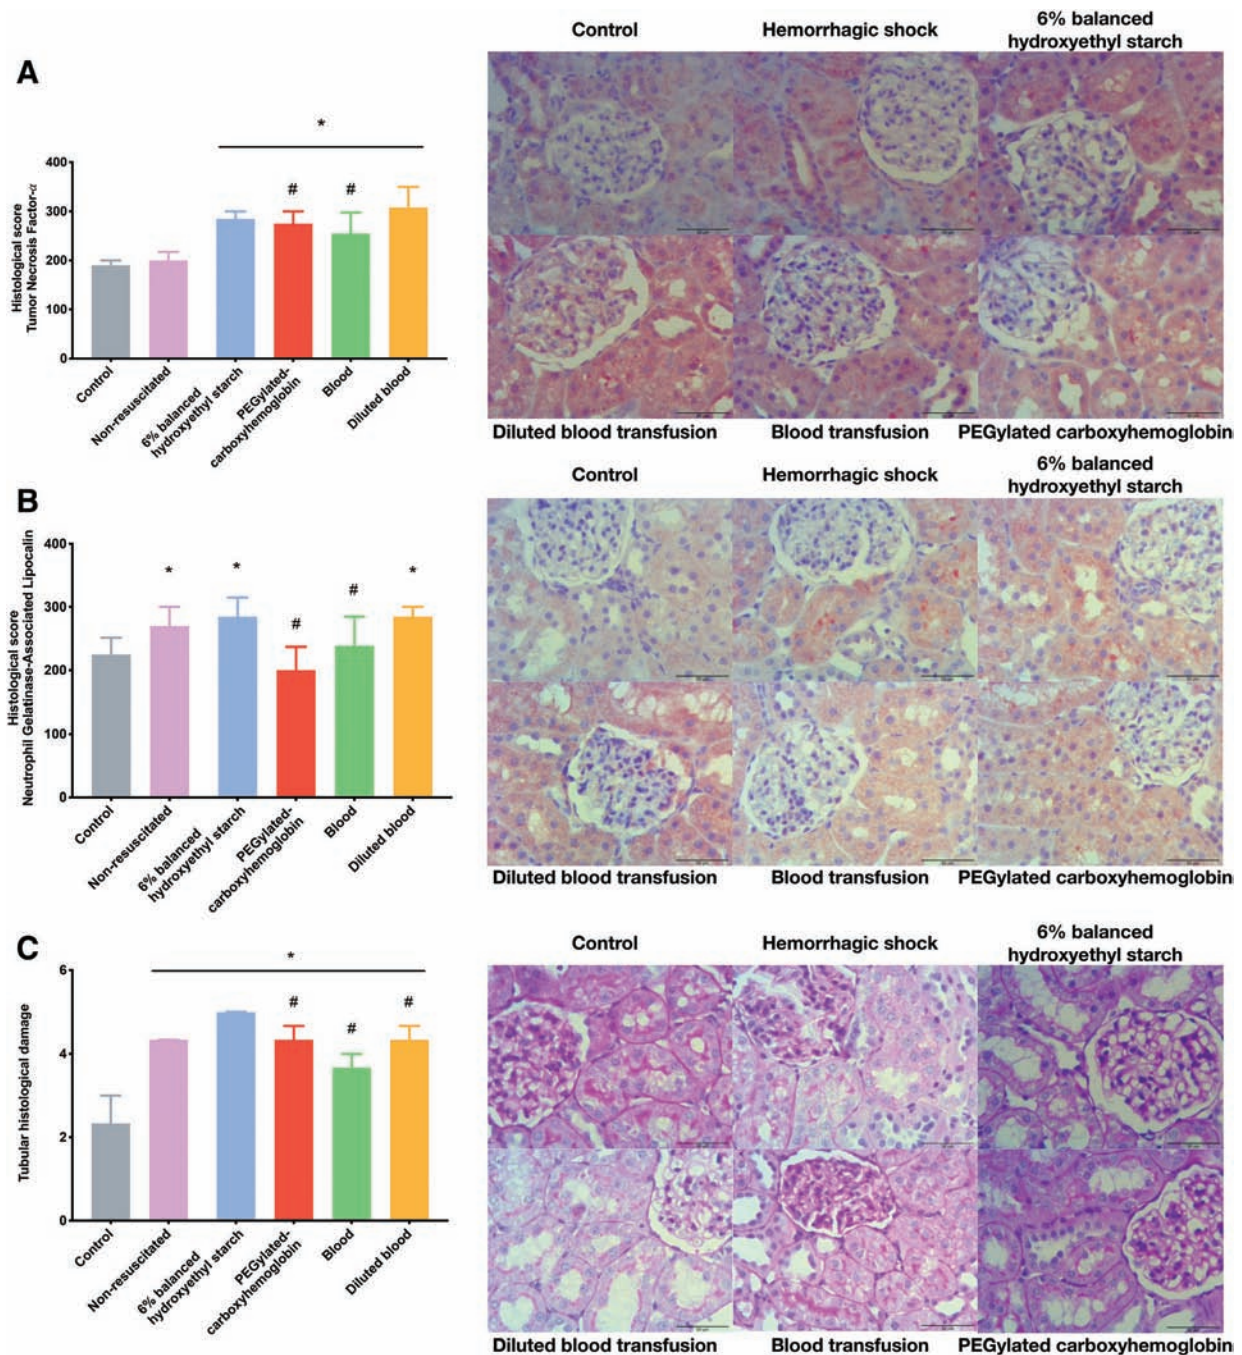 A
Histological score
Tumor Necrosis Factor-α
400
300
200
100
0
*
#
#
Control
Non-resuscitated
6% balanced
hydroxyethyl starch
PEGylated-
carboxyhemoglobin
Blood
Diluted blood
Control
Hemorrhagic shock
6% balanced
hydroxyethyl starch
Diluted blood transfusion
Blood transfusion
PEGylated carboxyhemoglobin
B
Histological score
Neutrophil Gelatinase-Associated Lipocalin
400
300
200
100
0
*
*
#
#
*
Control
Non-resuscitated
6% balanced
hydroxyethyl starch
PEGylated-
carboxyhemoglobin
Blood
Diluted blood
Control
Hemorrhagic shock
6% balanced
hydroxyethyl starch
Diluted blood transfusion
Blood transfusion
PEGylated carboxyhemoglobin
C
Tubular histological damage
6
4
2
0
*
#
#
#
Control
Non-resuscitated
6% balanced
hydroxyethyl starch
PEGylated-
carboxyhemoglobin
Blood
Diluted blood
Control
Hemorrhagic shock
6% balanced
hydroxyethyl starch
Diluted blood transfusion
Blood transfusion
PEGylated carboxyhemoglobin